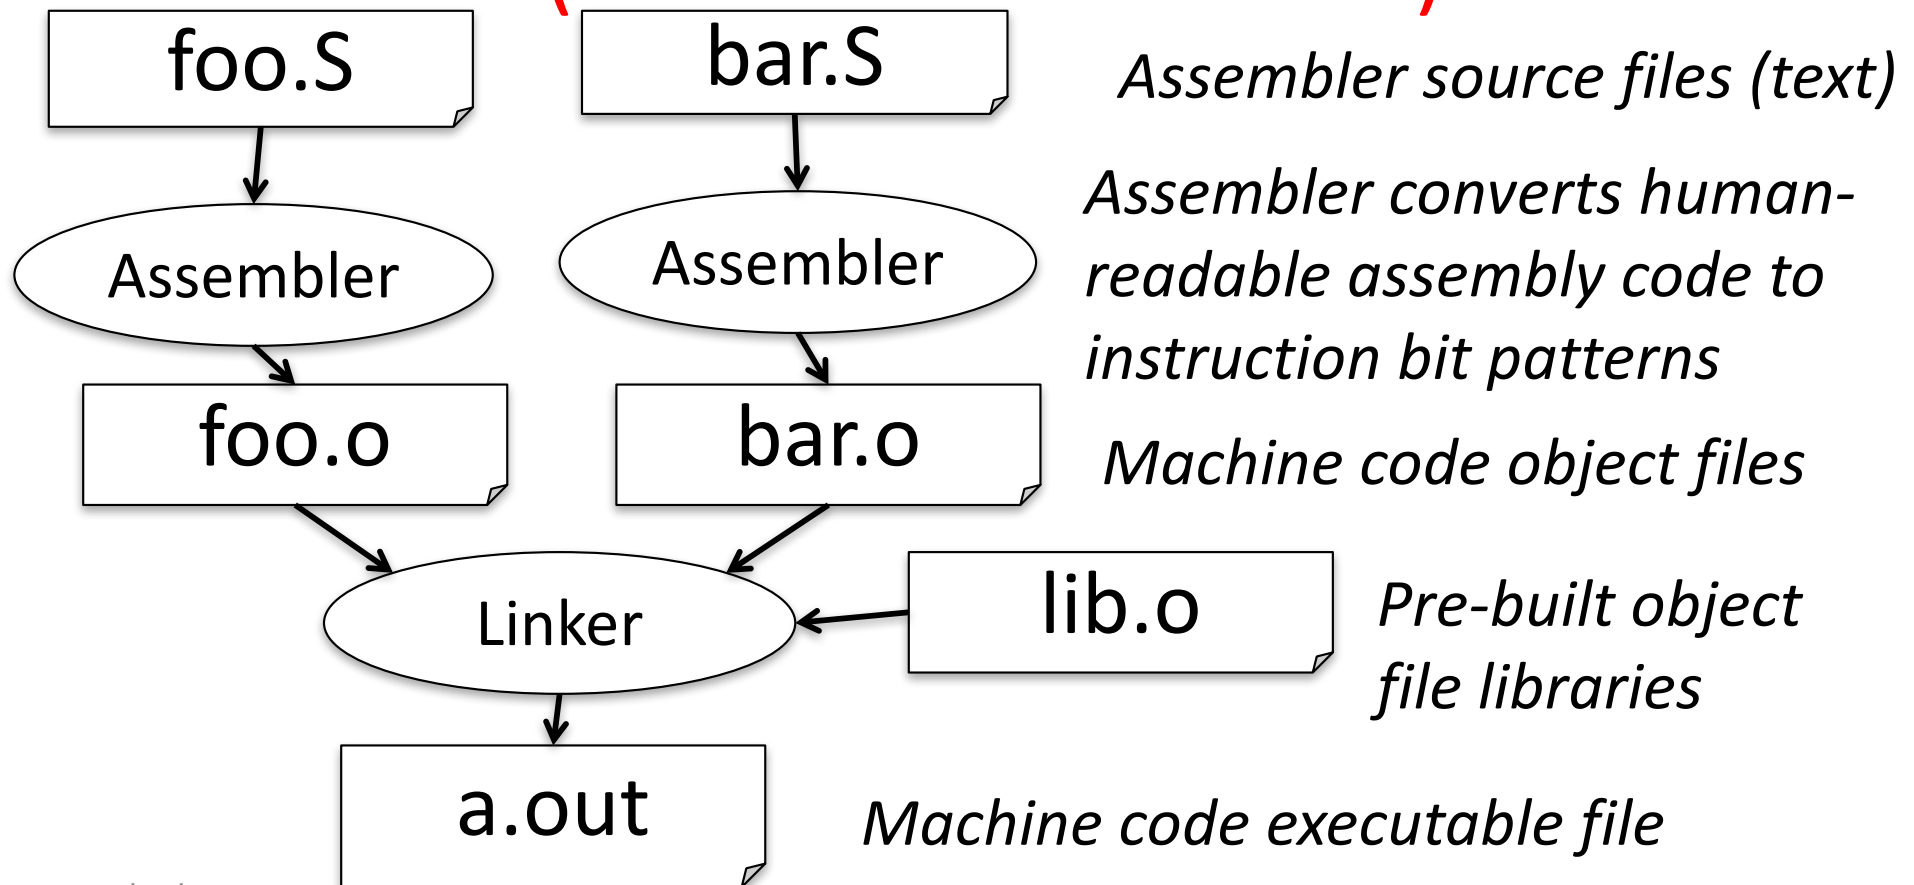 foo.S
bar.S
Assembler source files (text)
Assembler
Assembler
Assembler converts human-
readable assembly code to
instruction bit patterns
foo.o
bar.o
Machine code object files
Linker
lib.o
Pre-built object
file libraries
a.out
Machine code executable file